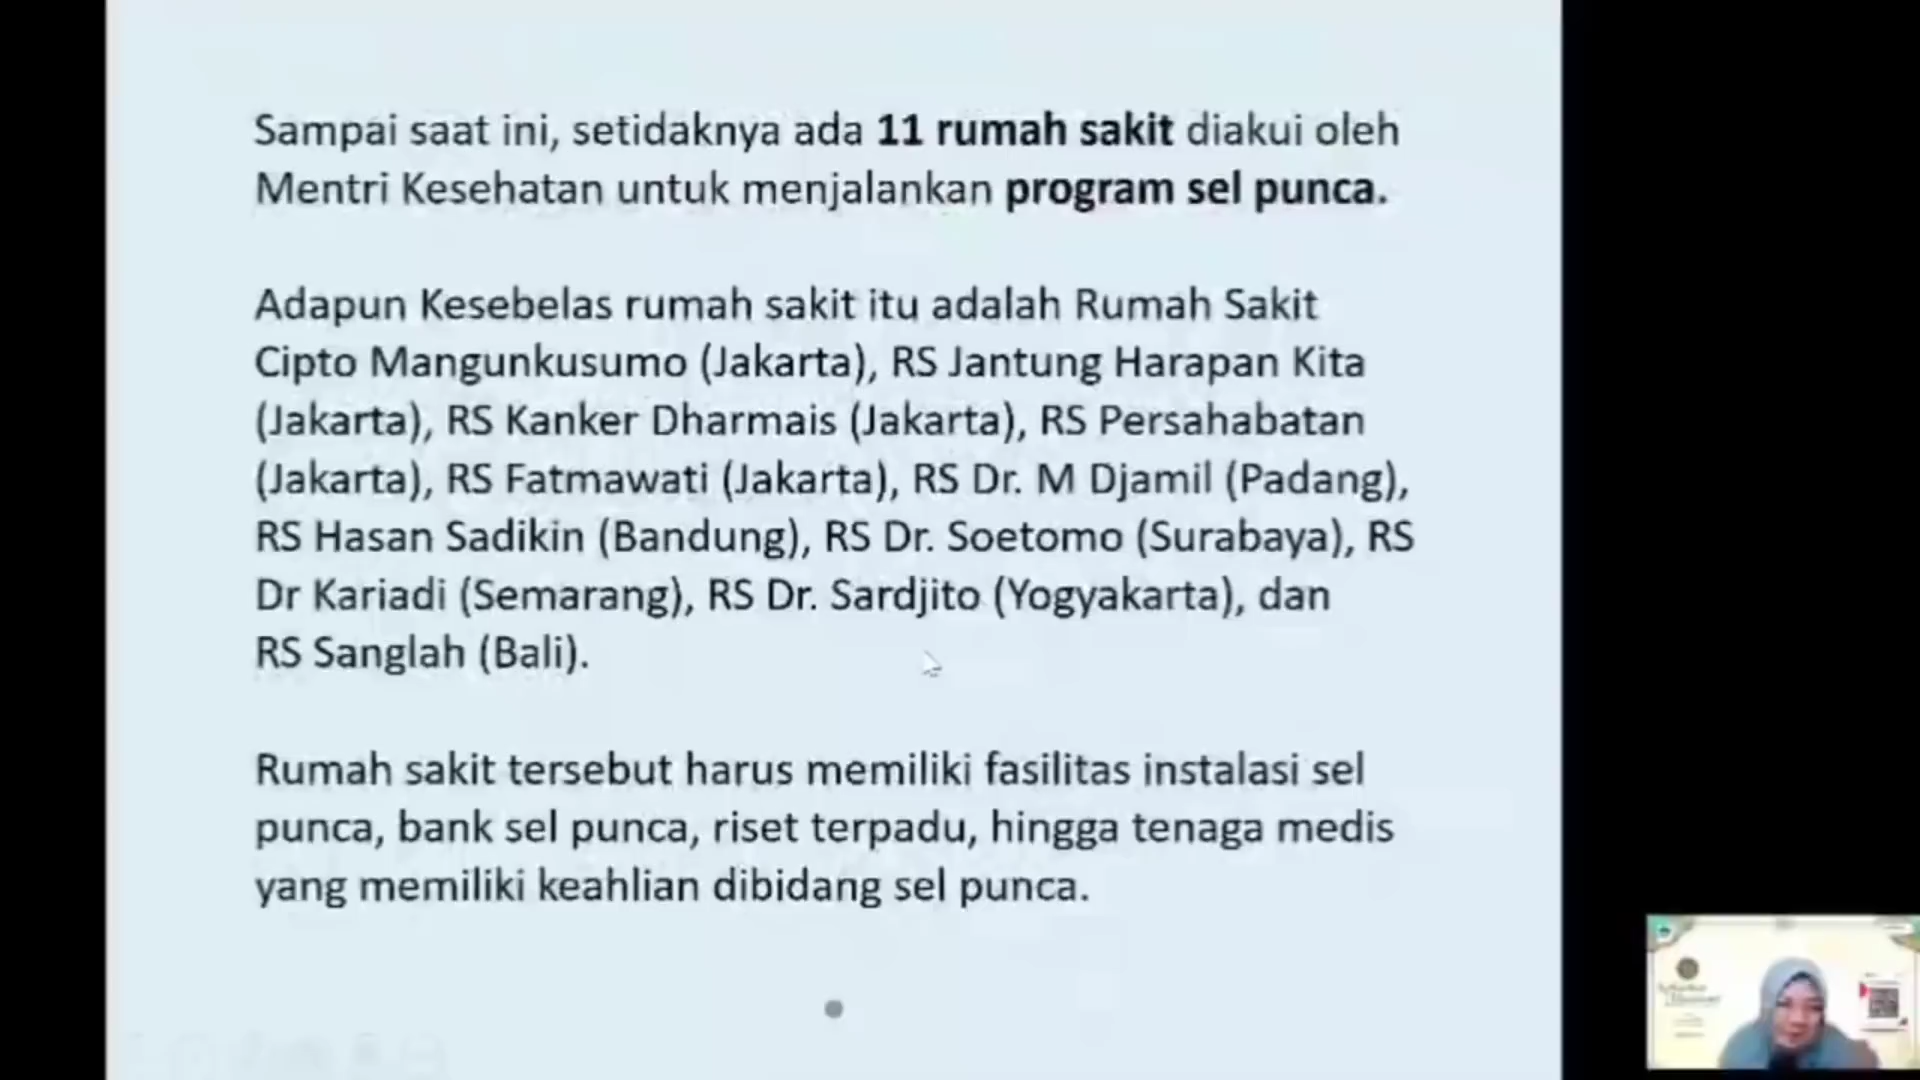 Sampai saat ini, setidaknya ada 11 rumah sakit diakui oleh
Mentri Kesehatan untuk menjalankan program sel punca.
Adapun Kesebelas rumah sakit itu adalah Rumah Sakit
Cipto Mangunkusumo (Jakarta), RS Jantung Harapan Kita
(Jakarta), RS Kanker Dharmais (Jakarta), RS Persahabatan
(Jakarta), RS Fatmawati (Jakarta), RS Dr. M Djamil (Padang),
RS Hasan Sadikin (Bandung), RS Dr. Soetomo (Surabaya), RS
Dr Kariadi (Semarang), RS Dr. Sardjito (Yogyakarta), dan
RS Sanglah (Bali).
Rumah sakit tersebut harus memiliki fasilitas instalasi sel
punca, bank sel punca, riset terpadu, hingga tenaga medis
yang memiliki keahlian dibidang sel punca.